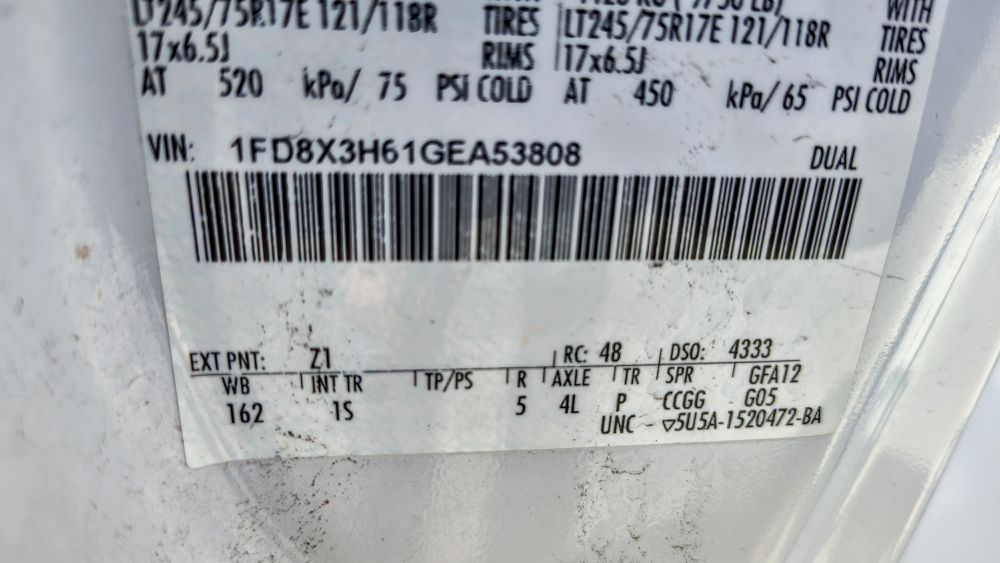 LT245/75R17E 121/118R TIRES LT245/75R17E 121/118R WITH TIRES
17x6.5J RIMS 17x6.5J RIMS
AT 520 kPa/ 75 PSI COLD AT 450 kPa/ 65 PSI COLD
VIN: 1FD8X3H61GEA53808 DUAL
EXT PNT: Z1 RC: 48 DSO: 4333
WB INT TR TP/PS R AXLE TR SPR GFA12
162 1S 5 4L P CCGG G05
UNC ▽5U5A-1520472-BA